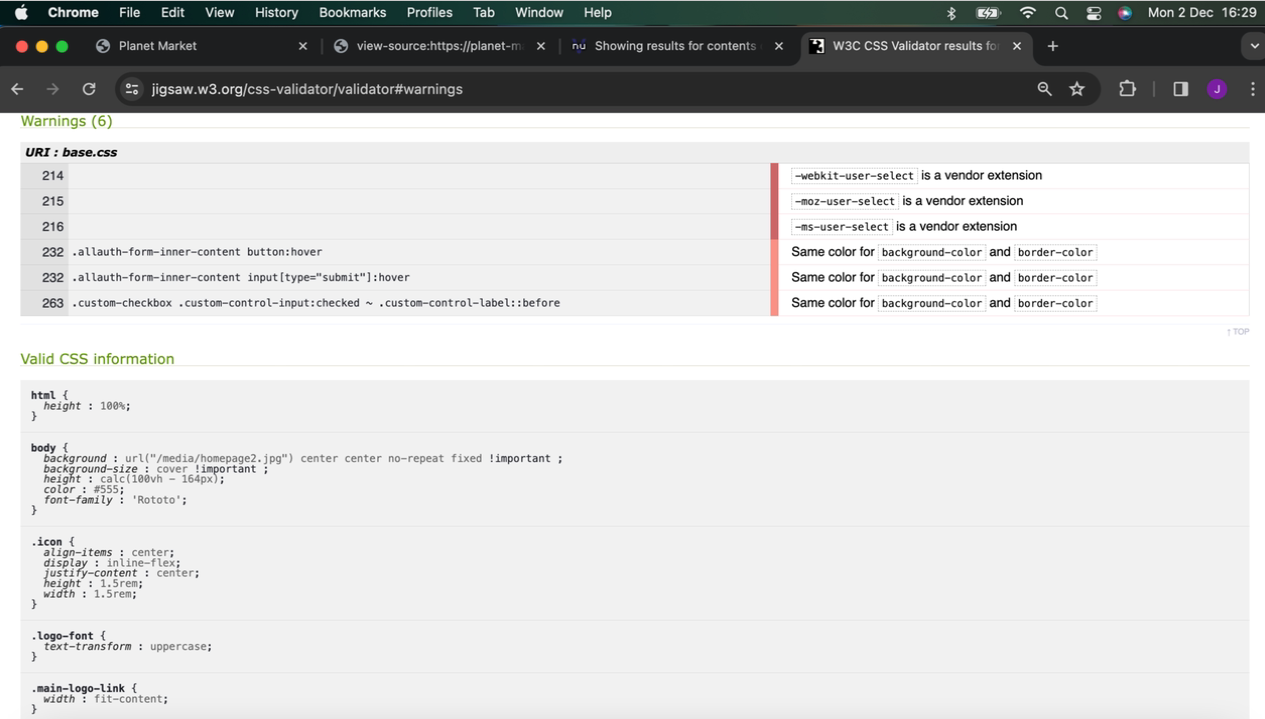 Chrome File Edit View History Bookmarks Profiles Tab Window Help Mon 2 Dec 16:29
Planet Market view-source:https://planet-m nu Showing results for contents W3C CSS Validator results for
jigsaw.w3.org/css-validator/validator#warnings J
Warnings (6)
URI : base.css
214 -webkit-user-select is a vendor extension
215 -moz-user-select is a vendor extension
216 -ms-user-select is a vendor extension
232 .allauth-form-inner-content button:hover Same color for background-color and border-color
232 .allauth-form-inner-content input[type="submit"]:hover Same color for background-color and border-color
263 .custom-checkbox .custom-control-input:checked ~ .custom-control-label::before Same color for background-color and border-color
↑ TOP
Valid CSS information
html {
height : 100%;
}
body {
background : url("/media/homepage2.jpg") center center no-repeat fixed !important ;
background-size : cover !important ;
height : calc(100vh - 164px);
color : #555;
font-family : 'Rototo';
}
.icon {
align-items : center;
display : inline-flex;
justify-content : center;
height : 1.5rem;
width : 1.5rem;
}
.logo-font {
text-transform : uppercase;
}
.main-logo-link {
width : fit-content;
}